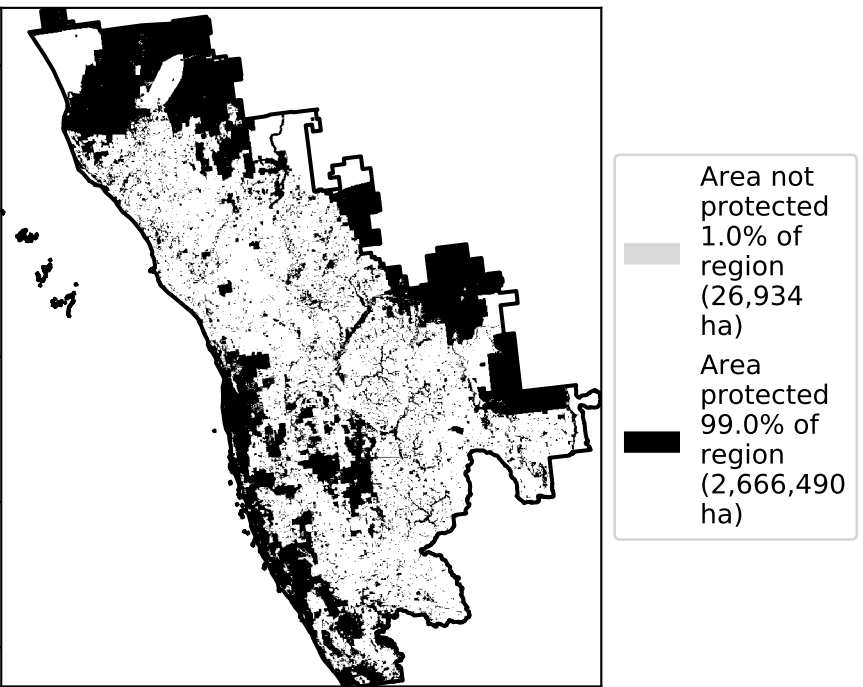 Area not
protected
1.0% of
region
(26,934
ha)
Area
protected
99.0% of
region
(2,666,490
ha)